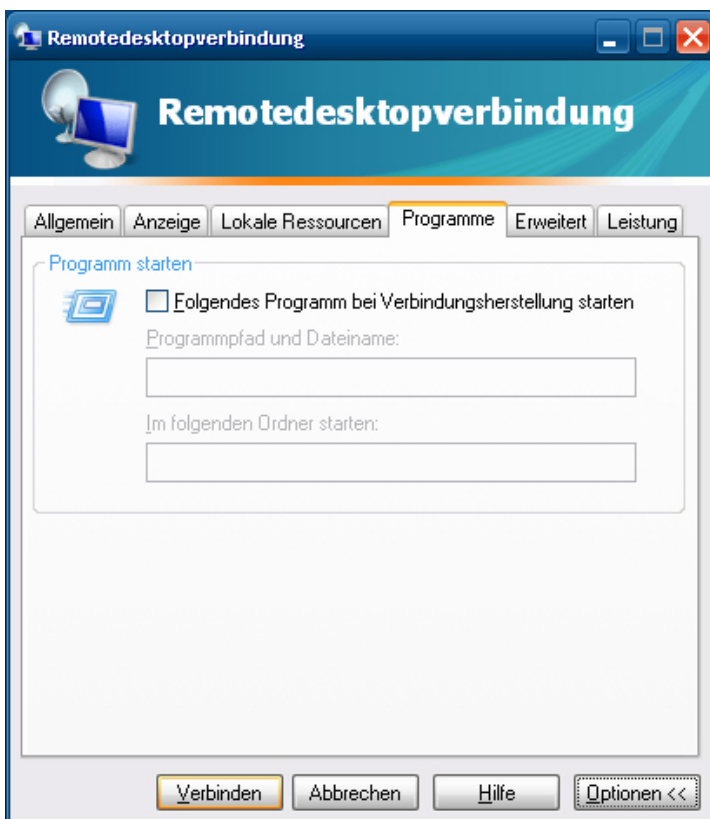 Remotedesktopverbindung
Remotedesktopverbindung
Allgemein Anzeige Lokale Ressourcen Programme Erweitert Leistung
Programm starten
Folgendes Programm bei Verbindungsherstellung starten
Programmpfad und Dateiname:
Im folgenden Ordner starten:
Verbinden Abbrechen Hilfe Optionen <<